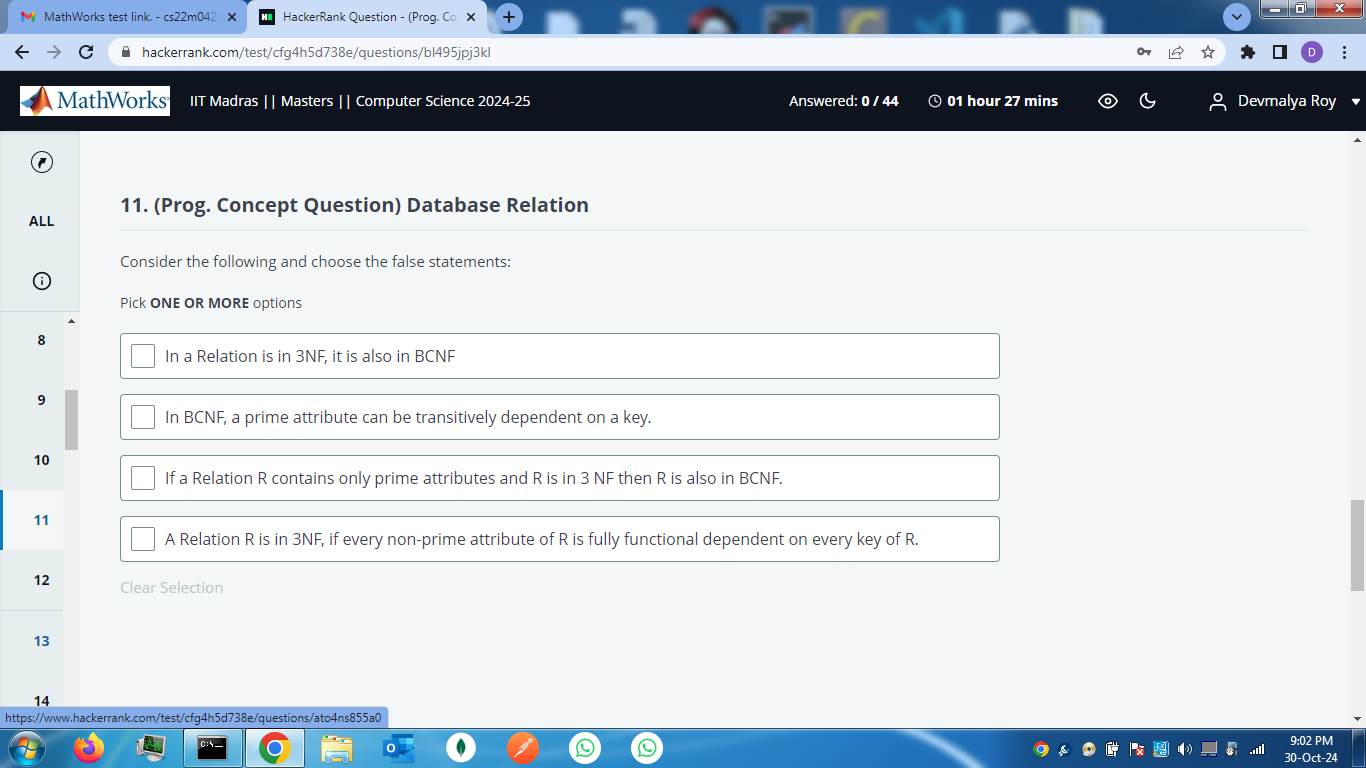 MathWorks test link. - cs22m042
HackerRank Question - (Prog. Co
hackerrank.com/test/cfg4h5d738e/questions/bl495jpj3kl
D
MathWorks
IIT Madras || Masters || Computer Science 2024-25
Answered: 0 / 44
01 hour 27 mins
Devmalya Roy
ALL
8
9
10
11
12
13
14
11. (Prog. Concept Question) Database Relation
Consider the following and choose the false statements:
Pick ONE OR MORE options
In a Relation is in 3NF, it is also in BCNF
In BCNF, a prime attribute can be transitively dependent on a key.
If a Relation R contains only prime attributes and R is in 3 NF then R is also in BCNF.
A Relation R is in 3NF, if every non-prime attribute of R is fully functional dependent on every key of R.
Clear Selection
https://www.hackerrank.com/test/cfg4h5d738e/questions/ato4ns855a0
9:02 PM
30-Oct-24